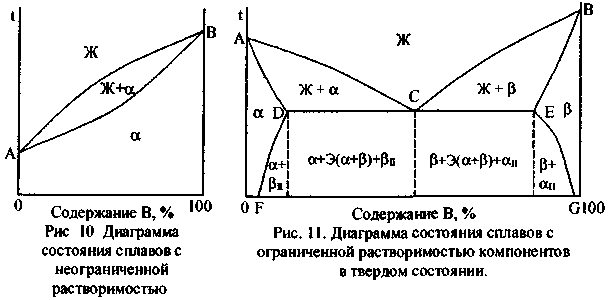 t
B
Ж
Ж+α
α
A
0
100
Содержание В, %
Рис 10 Диаграмма
состояния сплавов с
неограниченной
растворимостью
t
B
A
Ж
C
Ж + α
Ж + β
α
D
E
β
α+
βII
α+Э(α+β)+βII
β+Э(α+β)+αII
β+
αII
0 F
G100
Содержание В, %
Рис. 11. Диаграмма состояния сплавов с
ограниченной растворимостью компонентов
в твердом состоянии.